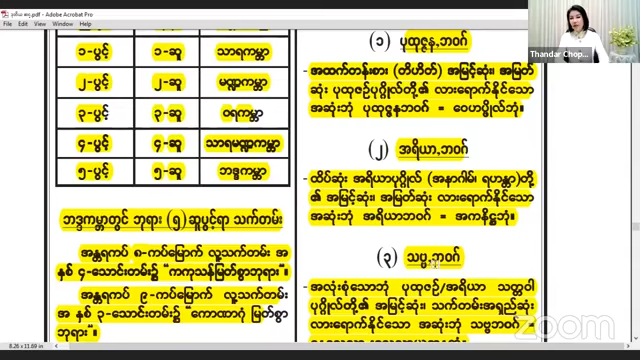 ဒုတိယ ဆင့်.pdf - Adobe Acrobat Pro
File Edit View Window Help
Thandar Chop...
၁-ပွင့် ၁-ဆူ သာရကမ္ဘာ
၂-ပွင့် ၂-ဆူ မဏ္ဍကမ္ဘာ
၃-ပွင့် ၃-ဆူ ဝရကမ္ဘာ
၄-ပွင့် ၄-ဆူ သာရမဏ္ဍကမ္ဘာ
၅-ပွင့် ၅-ဆူ ဘဒ္ဒကမ္ဘာ
ဘဒ္ဒကမ္ဘာတွင် ဘုရား (၅)ဆူပွင့်ရာ သက်တမ်း
အန္တရကပ် ၈-ကပ်မြောက် လူ့သက်တမ်း အ
နှစ် ၄-သောင်းတမ်း၌ “ကကုသန်မြတ်စွာဘုရား“။
အန္တရကပ် ၉-ကပ်မြောက် လူ့သက်တမ်း
အ နှစ် ၃-သောင်းတမ်း၌ “ကောဏာဂုံ မြတ်စွာ
ဘုရား“။
(၁) ပုထုဇ္ဇန,ဘဝဂ်
- အထက်တန်းစား (တိဟိတ်) အမြင့်ဆုံး၊ အမြတ်
ဆုံး ပုထုဇဉ်ပုဂ္ဂိုလ်တို့၏ လားရောက်နိုင်သော
အဆုံးဘုံ ပုထုဇ္ဇနဘဝဂ် = ဝေဟပ္ဖိုလ်ဘုံ။
(၂) အရိယာ,ဘဝဂ်
- ထိပ်ဆုံး အရိယာပုဂ္ဂိုလ် (အနာဂါမ်၊ ရဟန္တာ)တို့
၏ အမြင့်ဆုံး၊ အမြတ်ဆုံး လားရောက်နိုင်သော
အဆုံးဘုံ အရိယာဘဝဂ် = အကနိဋ္ဌဘုံ။
(၃) သဗ္ဗ,ဘဝဂ်
- အလုံးစုံသောဘုံ ပုထုဇဉ်/အရိယာ သတ္တဝါ
ပုဂ္ဂိုလ်တို့၏ အမြင့်ဆုံး၊ သက်တမ်းအရှည်ဆုံး
လားရောက်နိုင်သော အဆုံးဘုံ သဗ္ဗဘဝဂ် =
8.26 x 11.69 in
zoom